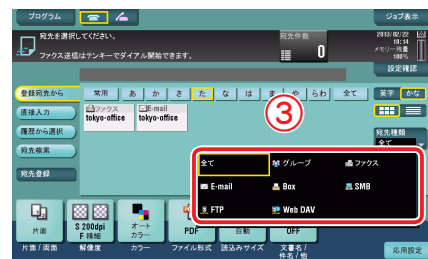 プログラム
ジョブ表示
宛先を選択してください。
ファクス送信はテンキーでダイアル開始できます。
宛先件数
0
2013/02/22
10:14
メモリー残量
100%
設定確認
登録宛先から
常用 あ か さ た な は ま や らわ 全て
英字 かな
直接入力
履歴から選択
宛先検索
宛先登録
ファクス
tokyo-office
E-mail
tokyo-office
③
宛先種類
全て
全て グループ ファクス
E-mail Box SMB
FTP Web DAV
片面
S 200dpi
F 精細
オート
カラー
PDF
自動
OFF
片面/両面
解像度
カラー
ファイル形式
読込みサイズ
文書名/
件名/他
応用設定